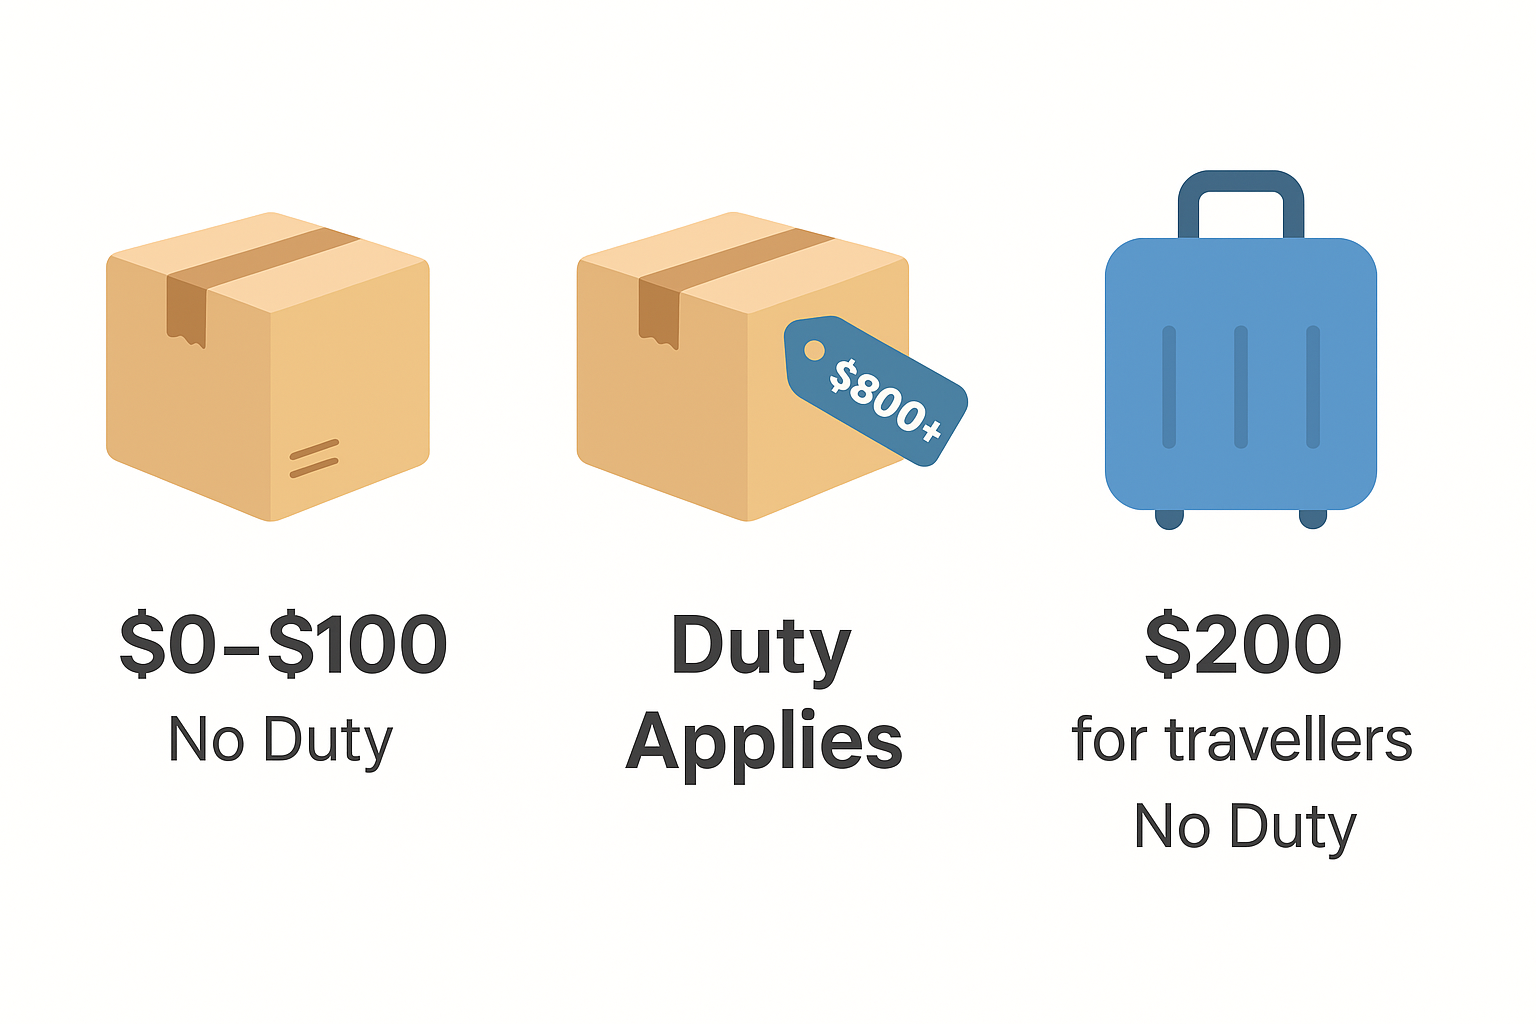 $800+
$0–$100
No Duty
Duty
Applies
$200
for travellers
No Duty